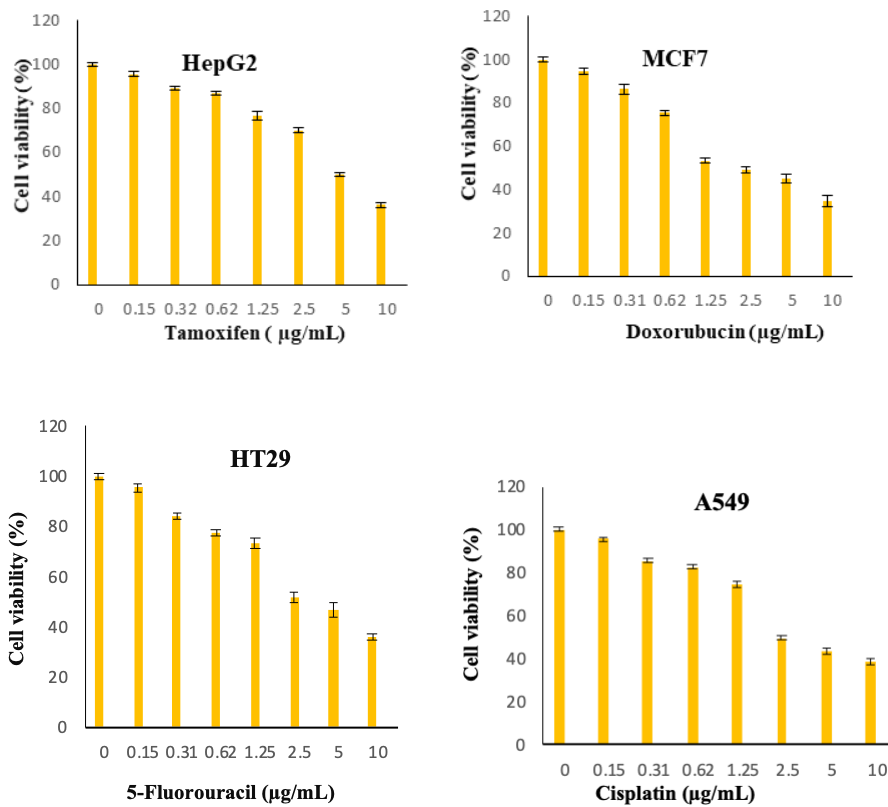 HepG2
Cell viability (%)
120
100
80
60
40
20
0
0 0.15 0.32 0.62 1.25 2.5 5 10
Tamoxifen ( µg/mL)
MCF7
Cell viability (%)
120
100
80
60
40
20
0
0 0.15 0.31 0.62 1.25 2.5 5 10
Doxorubucin (µg/mL)
HT29
Cell viability (%)
120
100
80
60
40
20
0
0 0.15 0.31 0.62 1.25 2.5 5 10
5-Fluorouracil (µg/mL)
A549
Cell viability (%)
120
100
80
60
40
20
0
0 0.15 0.31 0.62 1.25 2.5 5 10
Cisplatin (µg/mL)